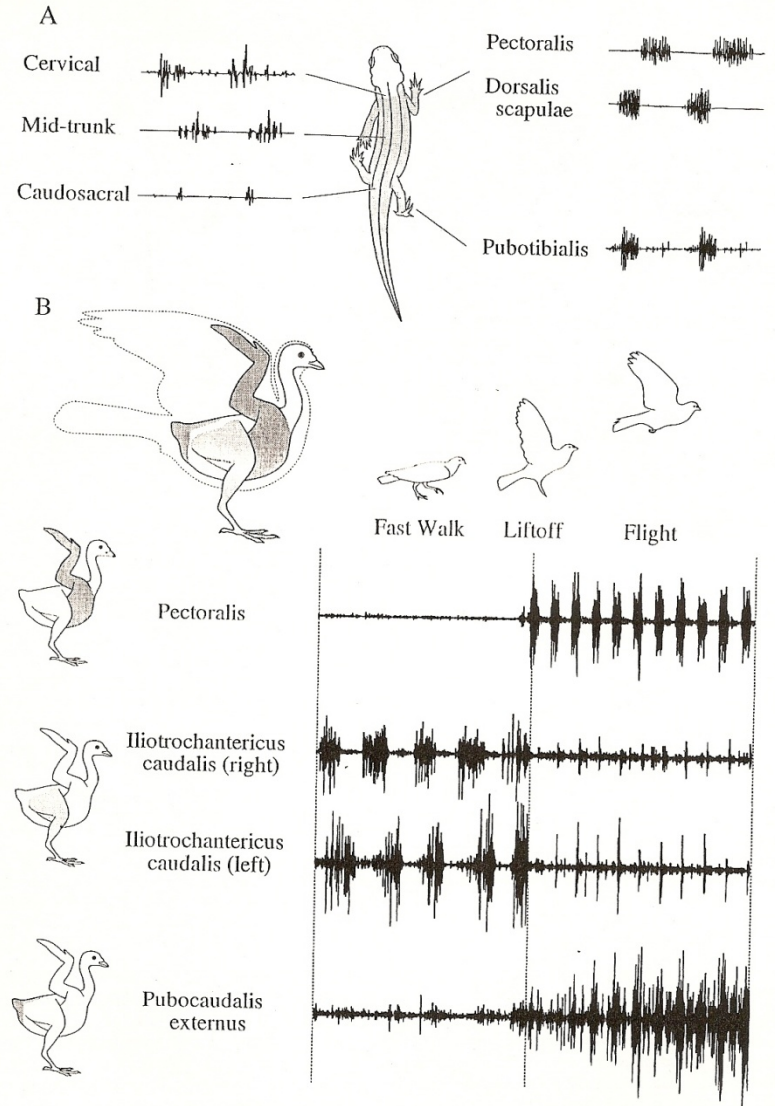 A
Cervical
Mid-trunk
Caudosacral
Pectoralis
Dorsalis
scapulae
Pubotibialis
B
Fast Walk
Liftoff
Flight
Pectoralis
Iliotrochantericus
caudalis (right)
Iliotrochantericus
caudalis (left)
Pubocaudalis
externus